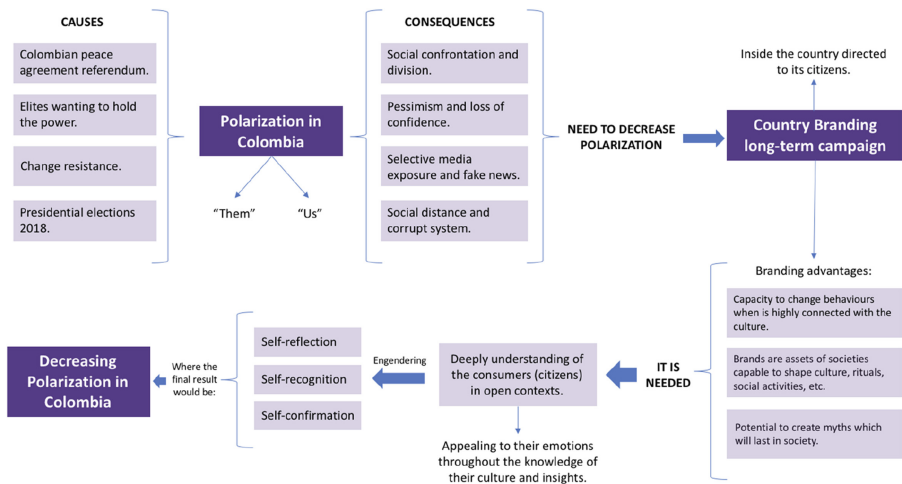 CAUSES
Colombian peace
agreement referendum.
Elites wanting to hold
the power.
Change resistance.
Presidential elections
2018.
Polarization in
Colombia
“Them”
“Us”
CONSEQUENCES
Social confrontation and
division.
Pessimism and loss of
confidence.
Selective media
exposure and fake news.
Social distance and
corrupt system.
NEED TO DECREASE
POLARIZATION
Inside the country directed
to its citizens.
Country Branding
long-term campaign
Branding advantages:
Capacity to change behaviours
when is highly connected with the
culture.
Brands are assets of societies
capable to shape culture, rituals,
social activities, etc.
Potential to create myths which
will last in society.
IT IS
NEEDED
Deeply understanding of
the consumers (citizens)
in open contexts.
Appealing to their emotions
throughout the knowledge of
their culture and insights.
Engendering
Self-reflection
Self-recognition
Self-confirmation
Where the
final result
would be:
Decreasing
Polarization in
Colombia